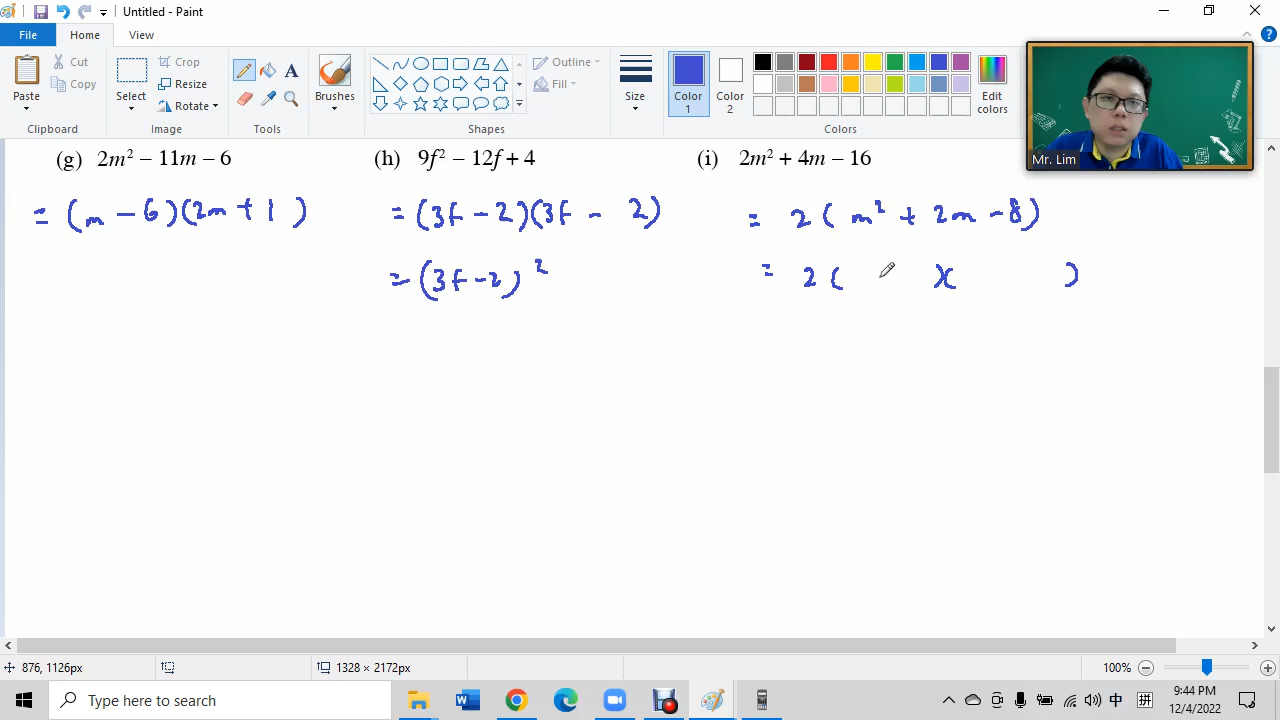 Untitled - Paint
File Home View
Paste Cut Copy Clipboard
Select Crop Resize Rotate Image
A Tools
Brushes
Outline Fill Shapes
Size
Color 1 Color 2 Edit colors Colors
Mr. Lim
(g) 2m² − 11m − 6 (h) 9f² − 12f + 4 (i) 2m² + 4m − 16
= (m − 6)(2m + 1 ) = (3f − 2)(3f − 2) = 2 ( m² + 2m − 8)
= (3f − 2)² = 2 ( )( )
876, 1126px 1328 × 2172px 100%
Type here to search 中 拼 9:44 PM
12/4/2022